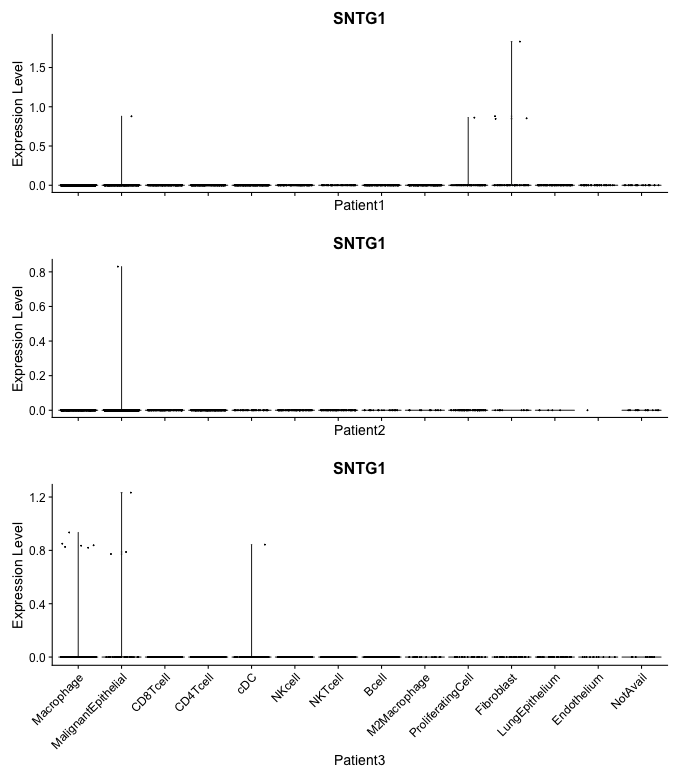 SNTG1
Expression Level
1.5
1.0
0.5
0.0
Patient1
SNTG1
Expression Level
0.8
0.6
0.4
0.2
0.0
Patient2
SNTG1
Expression Level
1.2
0.8
0.4
0.0
Macrophage
MalignantEpithelial
CD8Tcell
CD4Tcell
cDC
NKcell
NKTcell
Bcell
M2Macrophage
ProliferatingCell
Fibroblast
LungEpithelium
Endothelium
NotAvail
Patient3